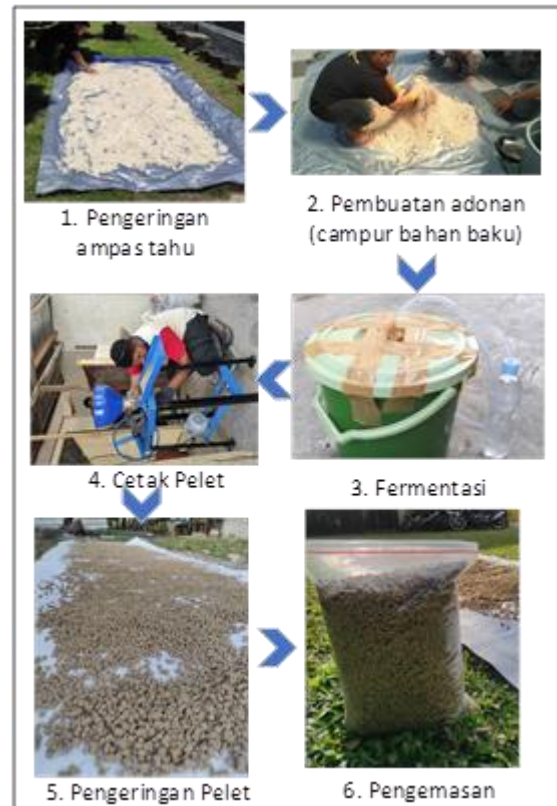 1. Pengeringan
ampas tahu
2. Pembuatan adonan
(campur bahan baku)
3. Fermentasi
4. Cetak Pelet
5. Pengeringan Pelet
6. Pengemasan